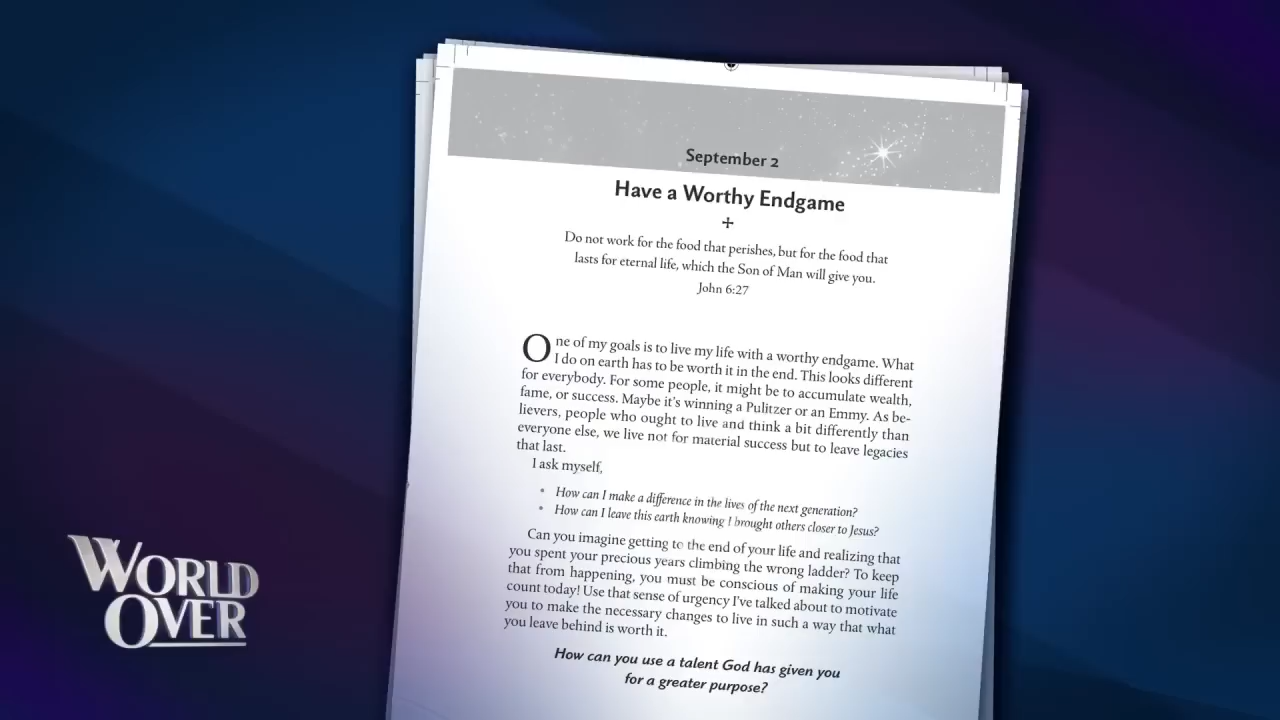 September 2
Have a Worthy Endgame
Do not work for the food that perishes, but for the food that
lasts for eternal life, which the Son of Man will give you.
John 6:27
One of my goals is to live my life with a worthy endgame. What
I do on earth has to be worth it in the end. This looks different
for everybody. For some people, it might be to accumulate wealth,
fame, or success. Maybe it's winning a Pulitzer or an Emmy. As be-
lievers, people who ought to live and think a bit differently than
everyone else, we live not for material success but to leave legacies
that last.
I ask myself,
• How can I make a difference in the lives of the next generation?
• How can I leave this earth knowing I brought others closer to Jesus?
Can you imagine getting to the end of your life and realizing that
you spent your precious years climbing the wrong ladder? To keep
that from happening, you must be conscious of making your life
count today! Use that sense of urgency I've talked about to motivate
you to make the necessary changes to live in such a way that what
you leave behind is worth it.
How can you use a talent God has given you
for a greater purpose?
WORLD
OVER